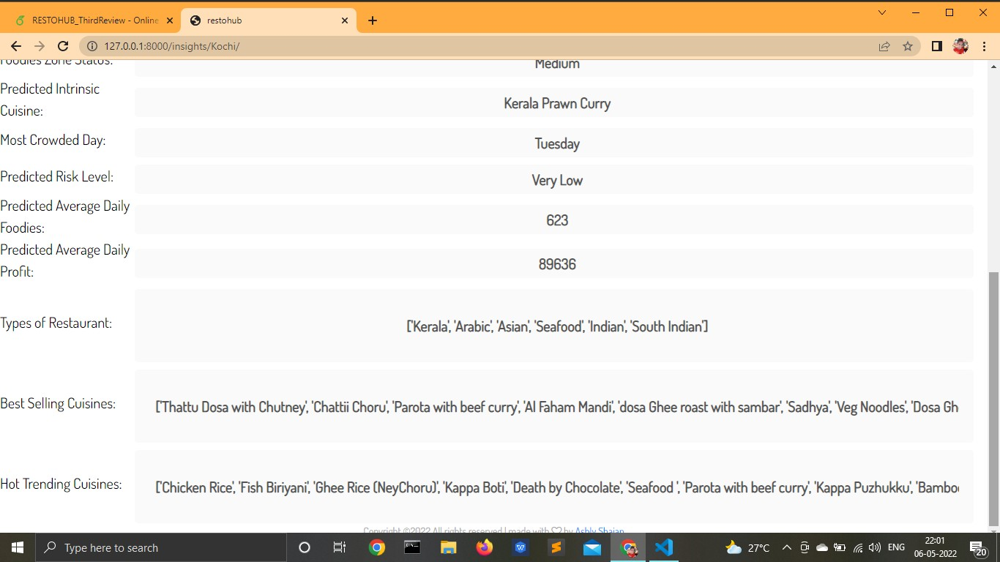 RESTOHUB_ThirdReview - Online
restohub
127.0.0.1:8000/insights/Kochi/
Foodies Zone Status:
Medium
Predicted Intrinsic
Cuisine:
Kerala Prawn Curry
Most Crowded Day:
Tuesday
Predicted Risk Level:
Very Low
Predicted Average Daily
Foodies:
623
Predicted Average Daily
Profit:
89636
Types of Restaurant:
['Kerala', 'Arabic', 'Asian', 'Seafood', 'Indian', 'South Indian']
Best Selling Cuisines:
['Thattu Dosa with Chutney', 'Chattii Choru', 'Parota with beef curry', 'Al Faham Mandi', 'dosa Ghee roast with sambar', 'Sadhya', 'Veg Noodles', 'Dosa Gh
Hot Trending Cuisines:
['Chicken Rice', 'Fish Biriyani', 'Ghee Rice (NeyChoru)', 'Kappa Boti', 'Death by Chocolate', 'Seafood ', 'Parota with beef curry', 'Kappa Puzhukku', 'Bamboo
Copyright ©2022 All rights reserved | made with ♡ by Ashly Shajan
Type here to search
27°C
ENG
22:01
06-05-2022
20